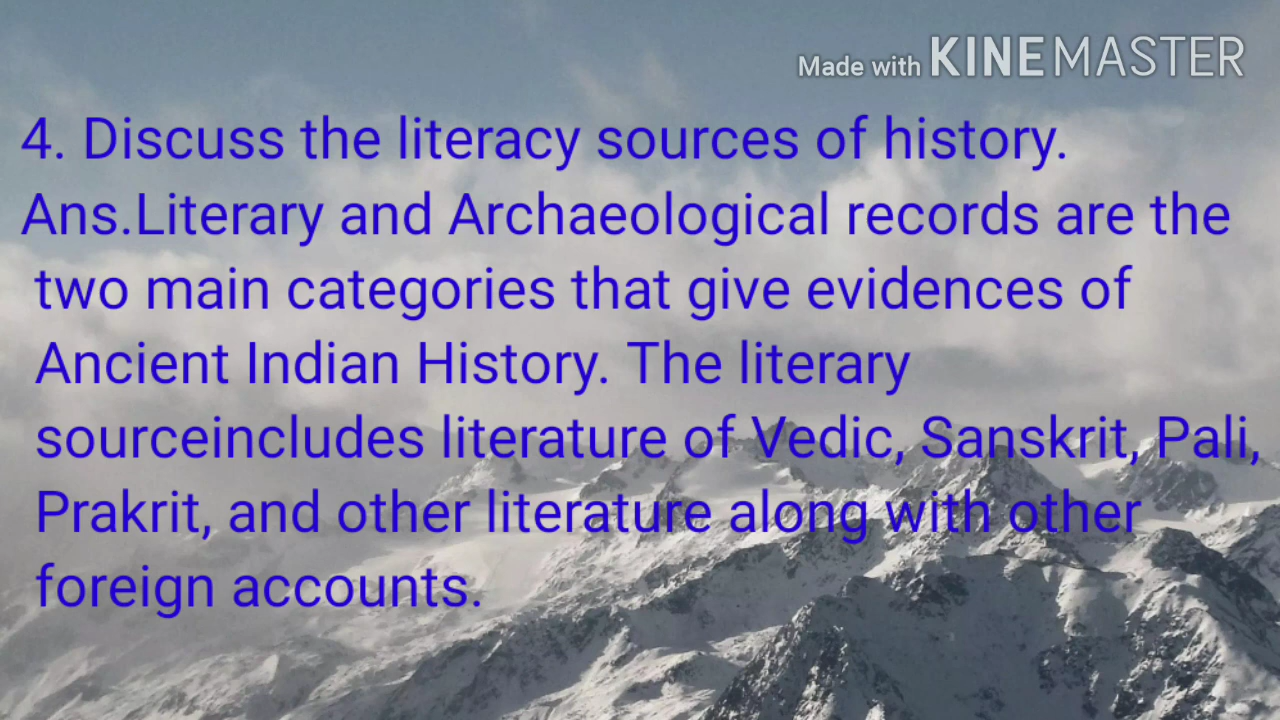 Made with KINEMASTER
4. Discuss the literacy sources of history.
Ans.Literary and Archaeological records are the
two main categories that give evidences of
Ancient Indian History. The literary
sourceincludes literature of Vedic, Sanskrit, Pali,
Prakrit, and other literature along with other
foreign accounts.